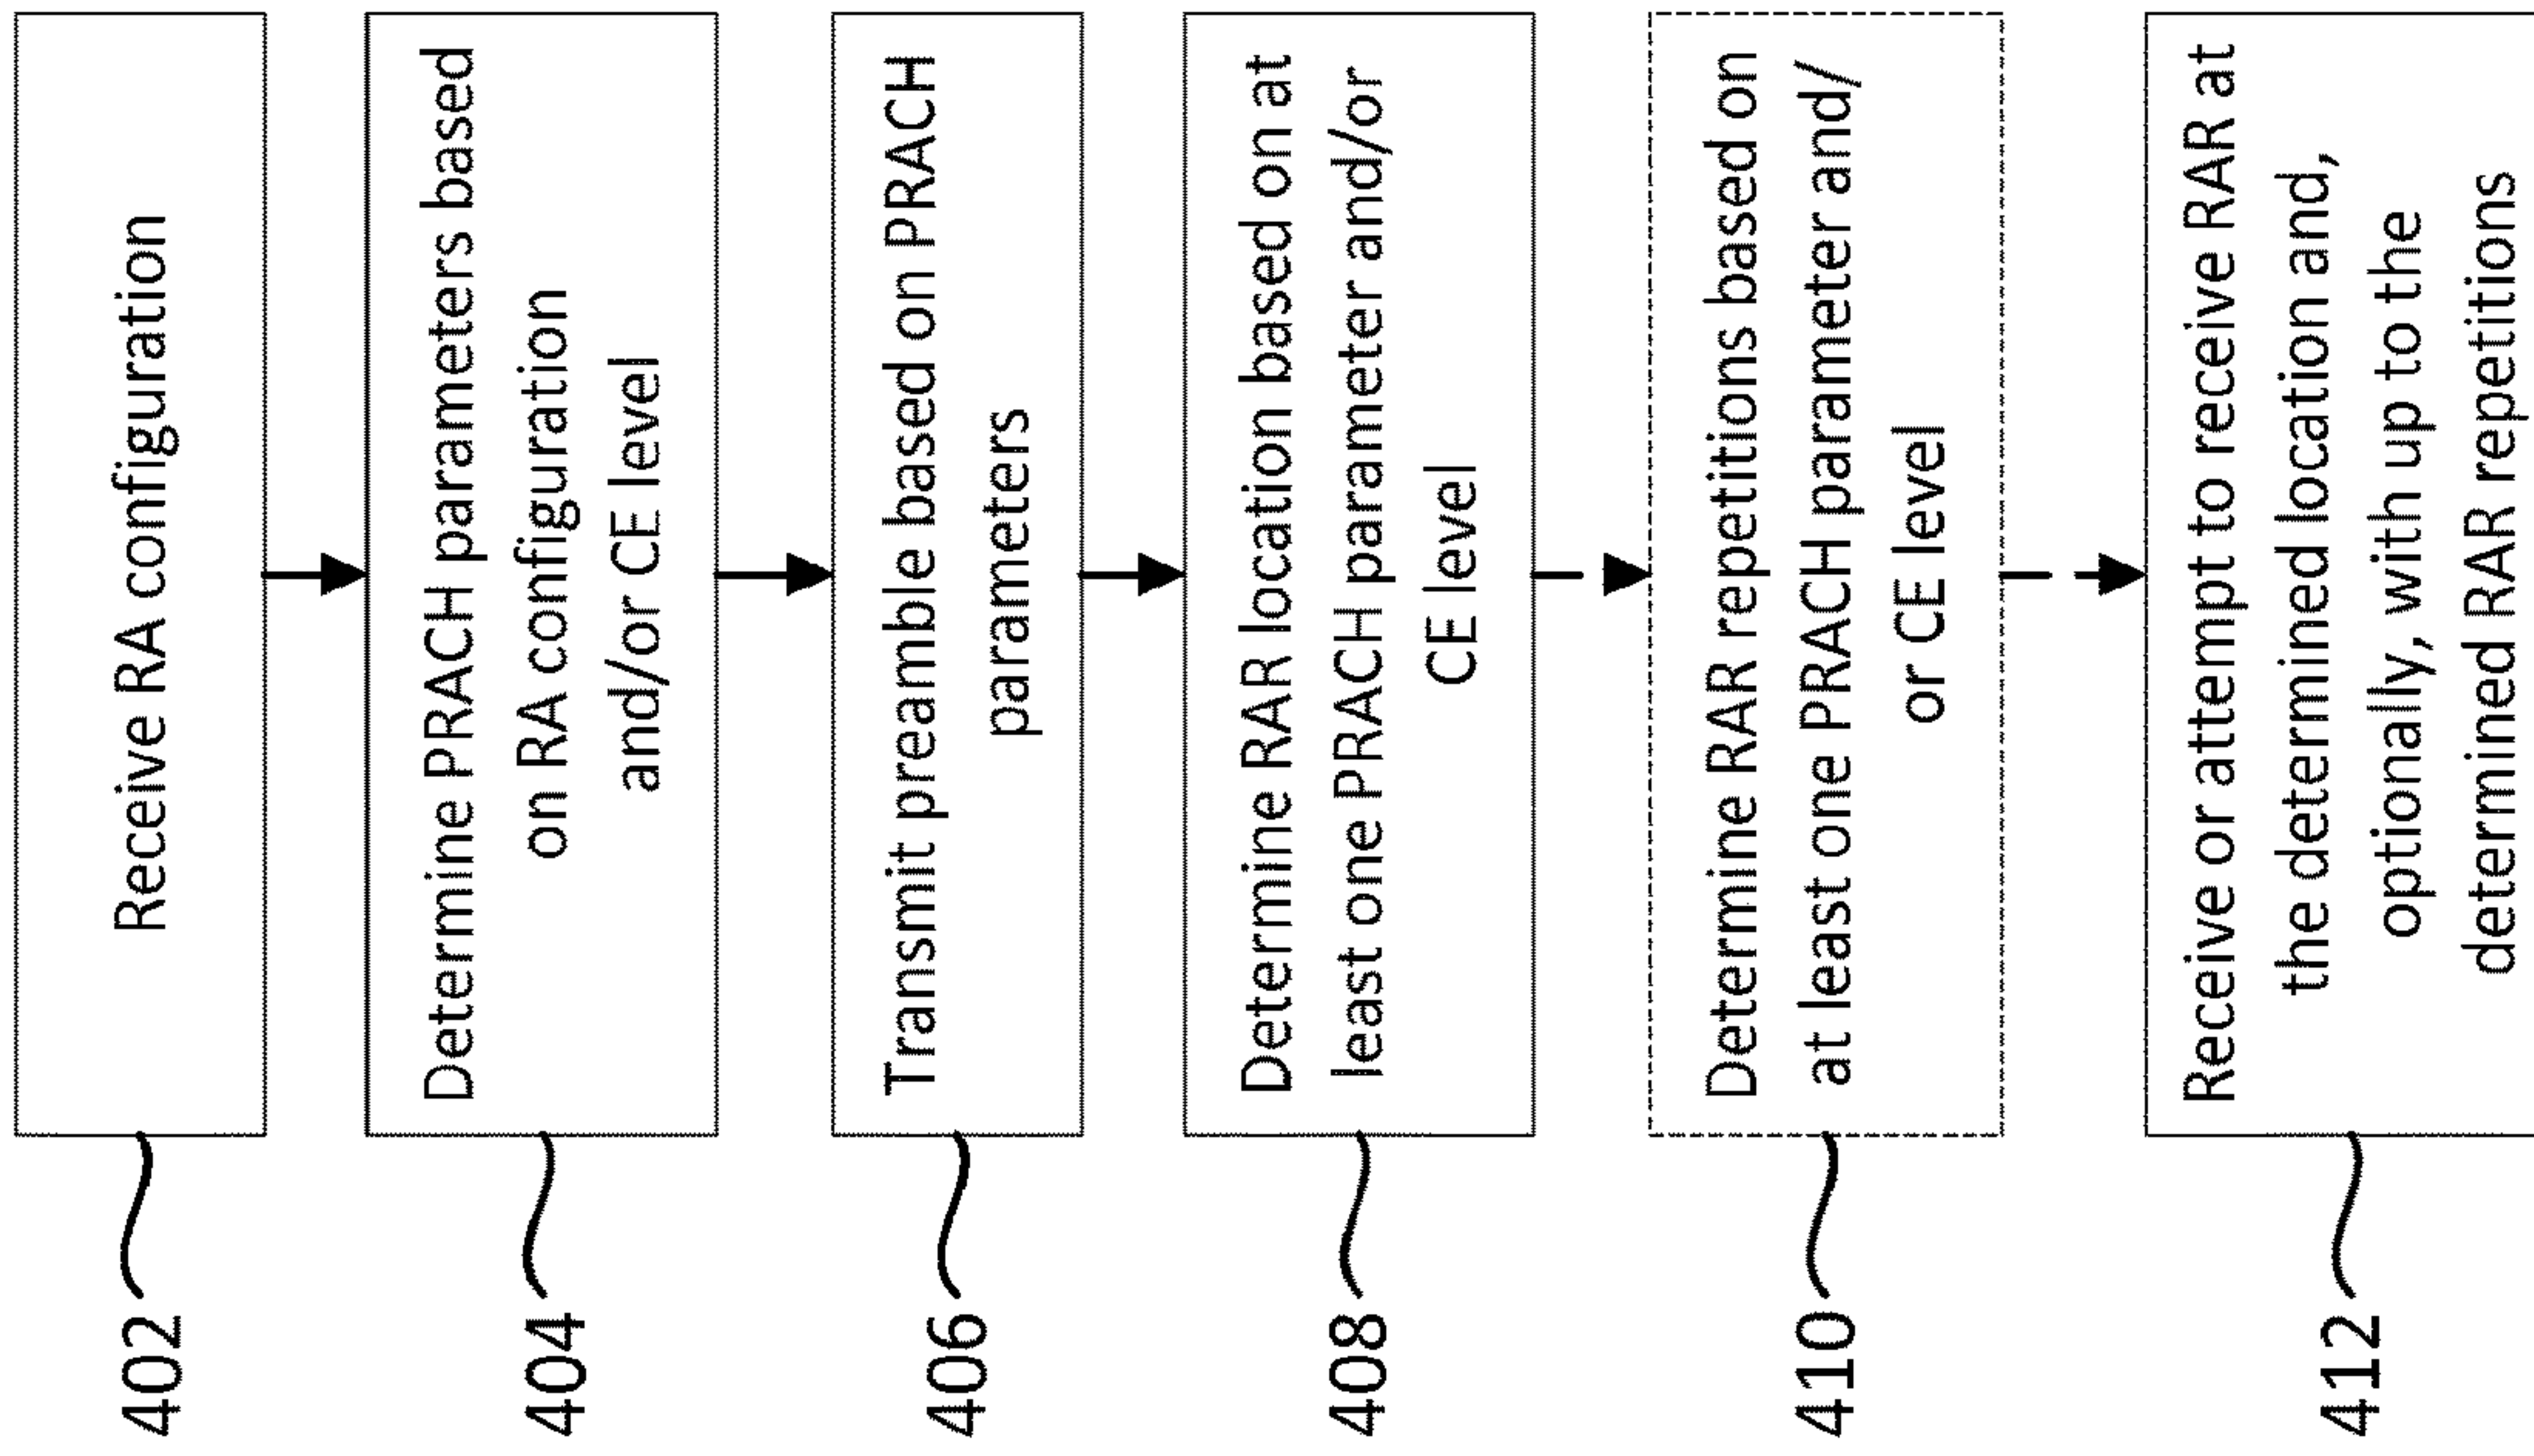 402
Receive RA configuration
404
Determine PRACH parameters based
on RA configuration
and/or CE level
406
Transmit preamble based on PRACH
parameters
408
Determine RAR location based on at
least one PRACH parameter and/or
CE level
410
Determine RAR repetitions based on
at least one PRACH parameter and/
or CE level
412
Receive or attempt to receive RAR at
the determined location and,
optionally, with up to the
determined RAR repetitions